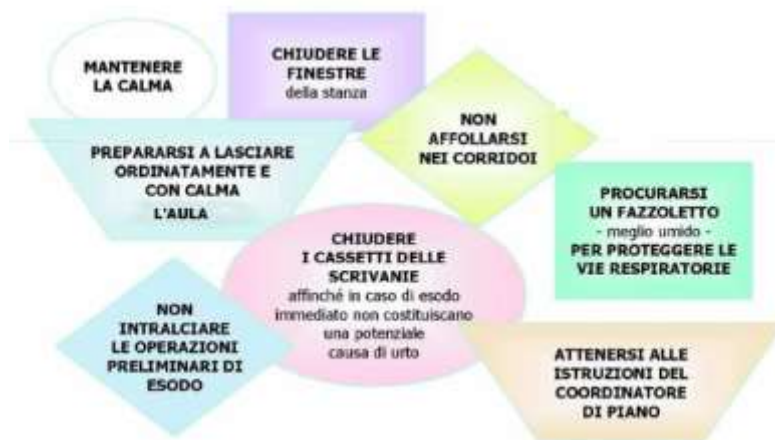 MANTENERE
LA CALMA
CHIUDERE LE
FINESTRE
della stanza
NON
AFFOLLARSI
NEI CORRIDOI
PREPARARSI A LASCIARE
ORDINATAMENTE E
CON CALMA
L'AULA
PROCURARSI
UN FAZZOLETTO
- meglio umido -
PER PROTEGGERE LE
VIE RESPIRATORIE
CHIUDERE
I CASSETTI DELLE
SCRIVANIE
affinché in caso di esodo
immediato non costituiscano
una potenziale
causa di urto
NON
INTRALCIARE
LE OPERAZIONI
PRELIMINARI DI
ESODO
ATTENERSI ALLE
ISTRUZIONI DEL
COORDINATORE
DI PIANO